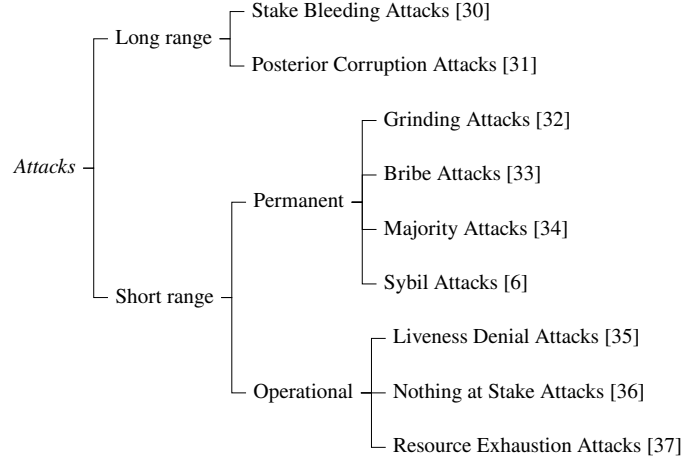 Stake Bleeding Attacks [30]
Long range
Posterior Corruption Attacks [31]
Grinding Attacks [32]
Attacks
Bribe Attacks [33]
Permanent
Majority Attacks [34]
Sybil Attacks [6]
Short range
Liveness Denial Attacks [35]
Operational
Nothing at Stake Attacks [36]
Resource Exhaustion Attacks [37]